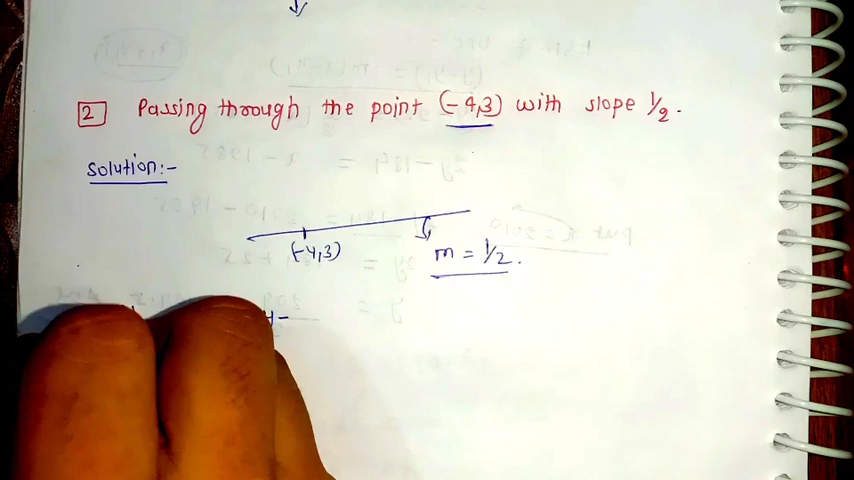 2 Passing through the point (-4,3) with slope 1/2.
Solution:-
(-4,3)
m = 1/2.